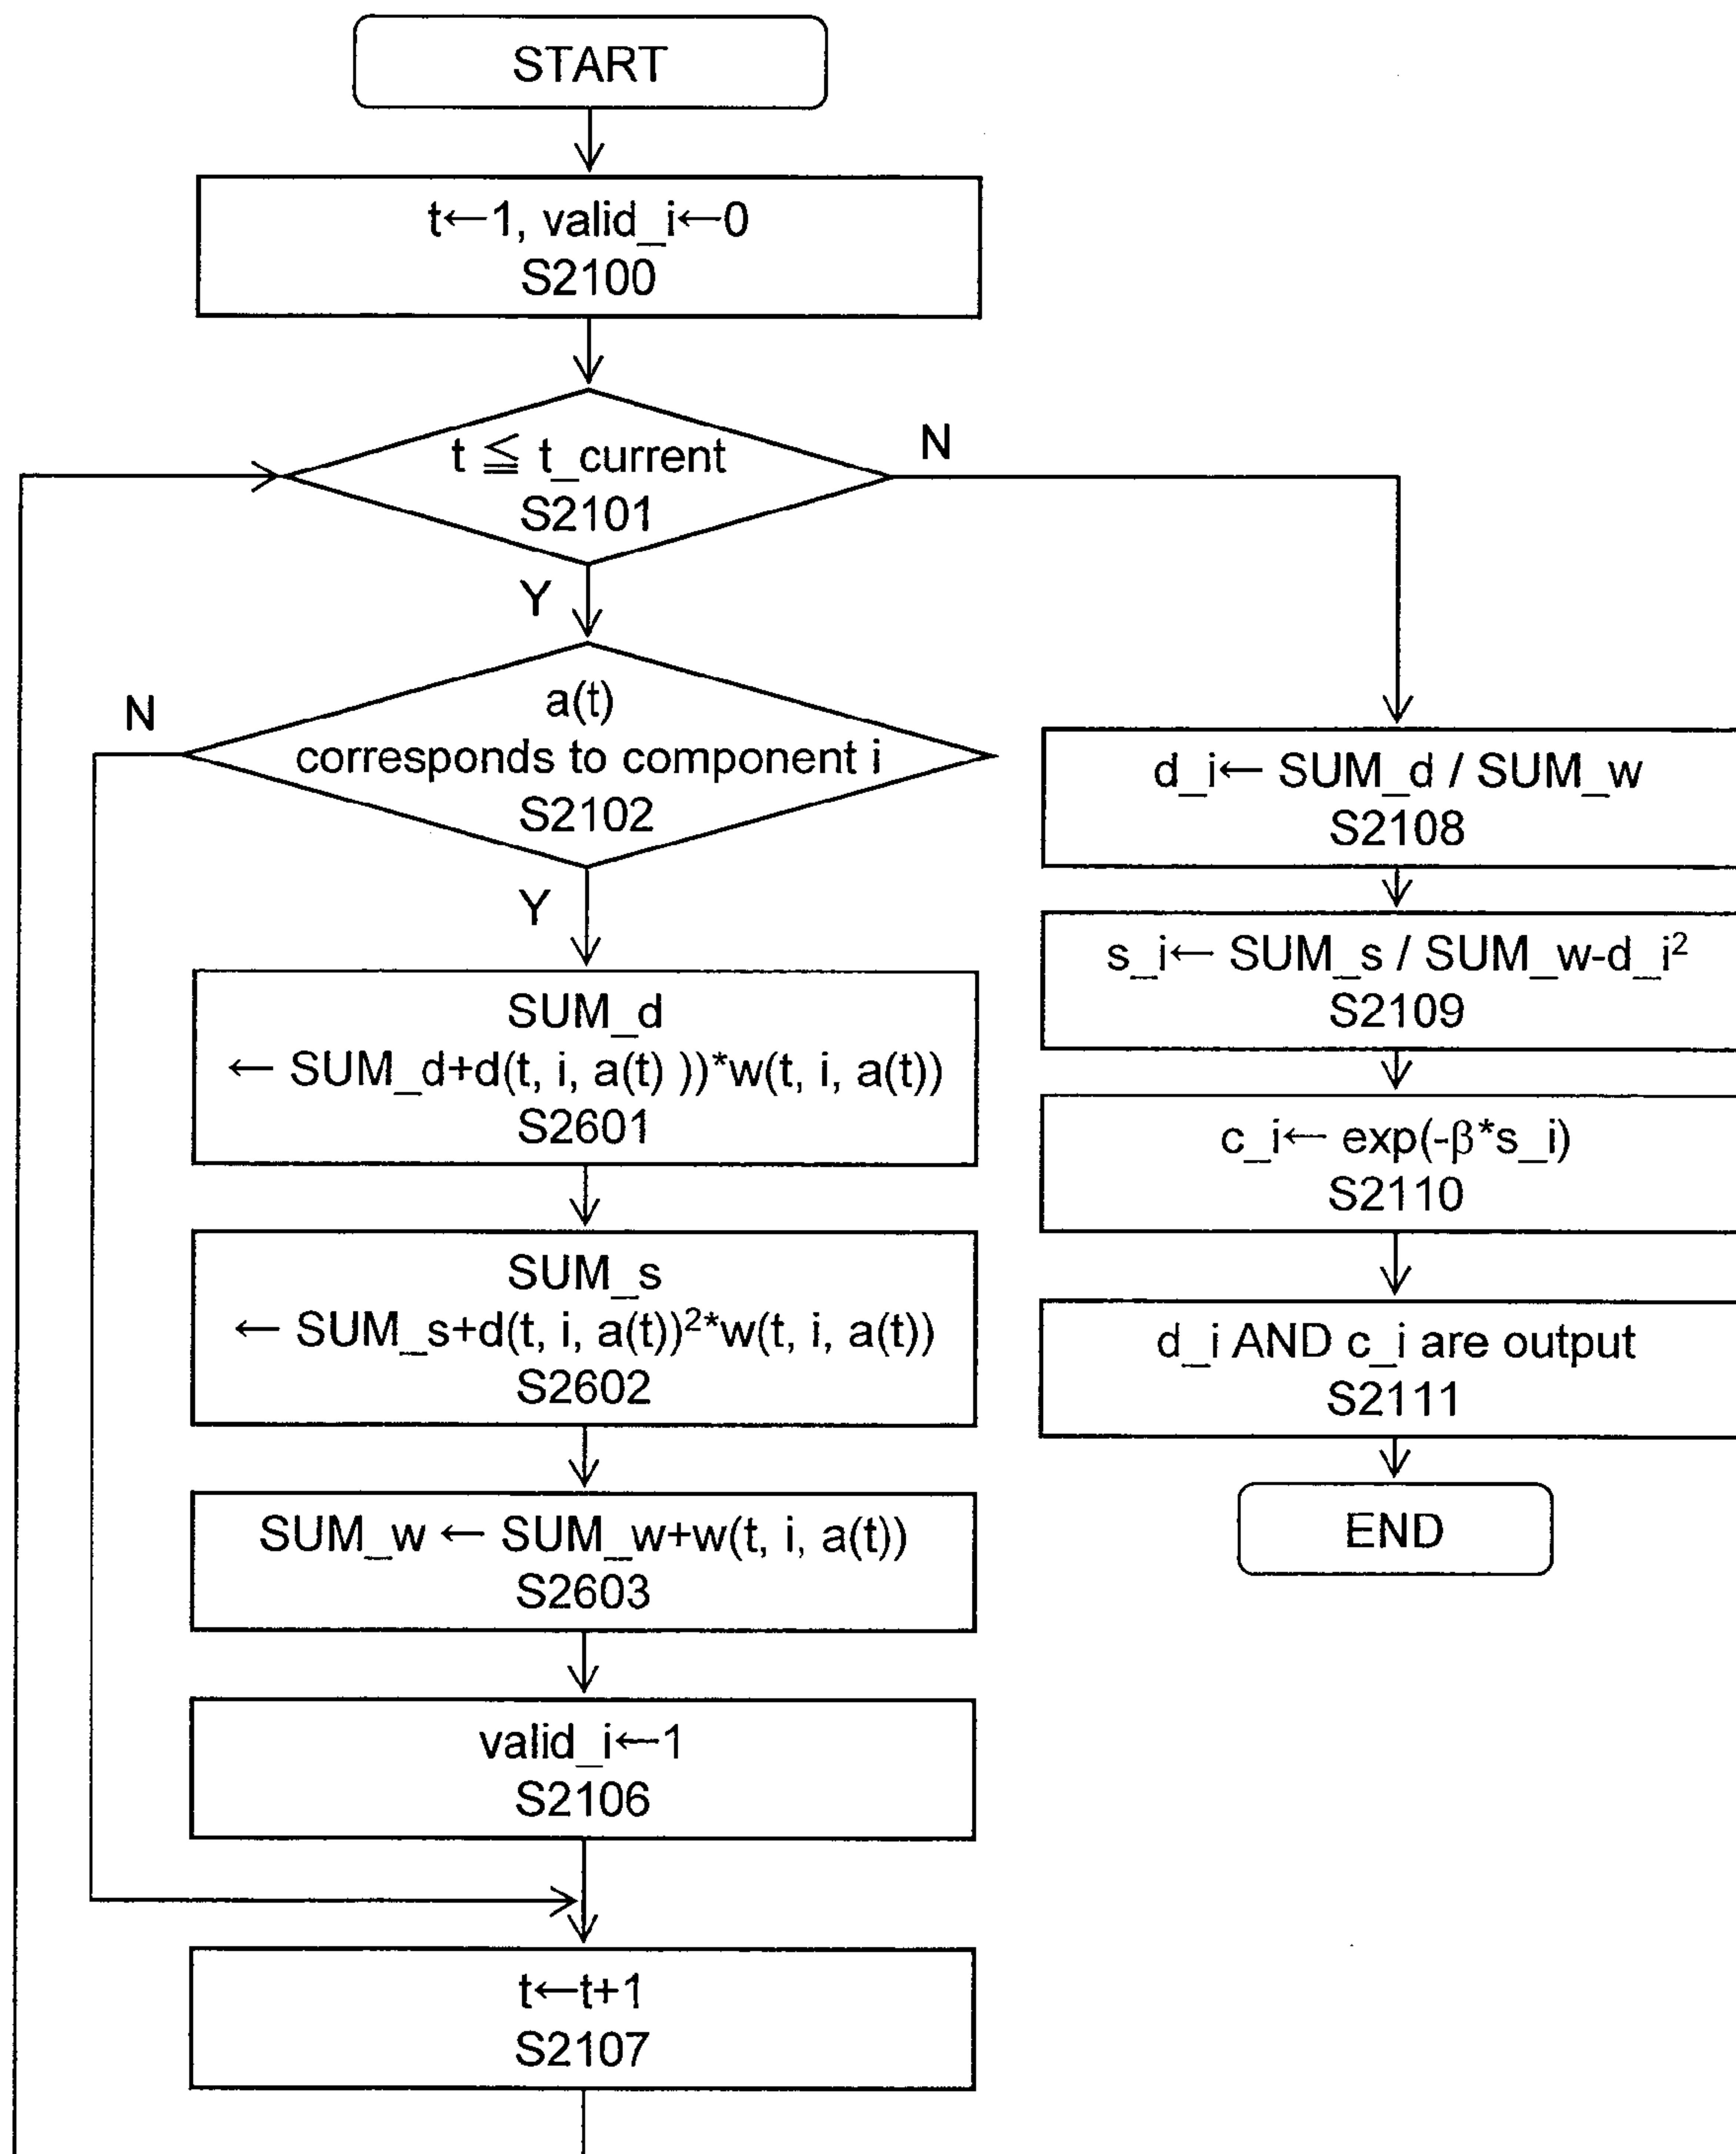 START
t←1, valid_i←0
S2100
t ≦ t_current
S2101
N
Y
a(t)
corresponds to component i
S2102
N
Y
SUM_d
← SUM_d+d(t, i, a(t) ))*w(t, i, a(t))
S2601
SUM_s
← SUM_s+d(t, i, a(t))²*w(t, i, a(t))
S2602
SUM_w ← SUM_w+w(t, i, a(t))
S2603
valid_i←1
S2106
t←t+1
S2107
d_i← SUM_d / SUM_w
S2108
s_i← SUM_s / SUM_w-d_i²
S2109
c_i← exp(-β*s_i)
S2110
d_i AND c_i are output
S2111
END